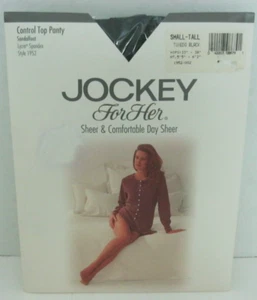 Control Top Panty
Sandalfoot
Lycra® Spandex
Style 1952
SMALL-TALL
JOCKEY
For Her
Sheer & Comfortable Day Sheer